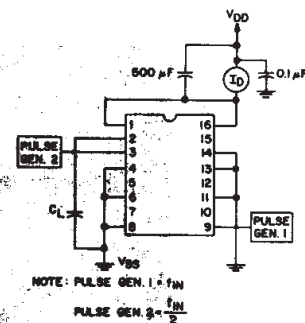 VDD
500 µF
ID
0.1 µF
1 16
2 15
3 14
4 13
5 12
6 11
7 10
8 9
PULSE
GEN. 2
CL
PULSE
GEN. 1
VSS
NOTE: PULSE GEN. 1 = fIN
PULSE GEN. 2 = fIN/2